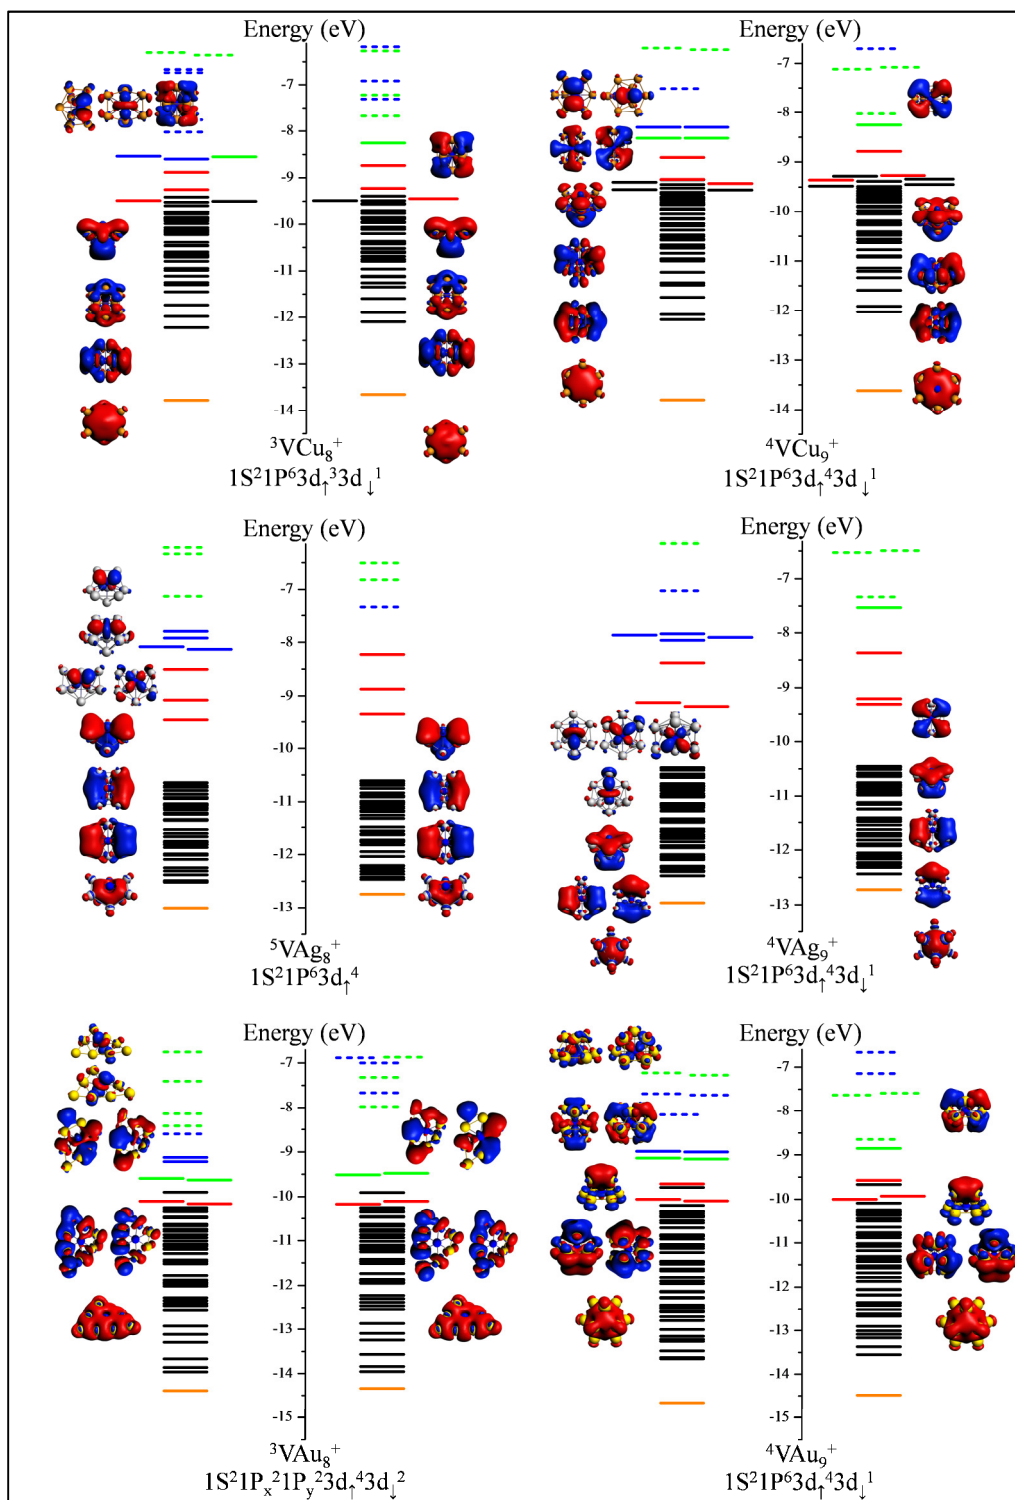 Energy (eV)
-7
-8
-9
-10
-11
-12
-13
-14
³VCu₈⁺
1S²1P⁶3d↑³3d↓¹
Energy (eV)
-7
-8
-9
-10
-11
-12
-13
-14
⁴VCu₉⁺
1S²1P⁶3d↑⁴3d↓¹
Energy (eV)
-7
-8
-9
-10
-11
-12
-13
⁵VAg₈⁺
1S²1P⁶3d↑⁴
Energy (eV)
-7
-8
-9
-10
-11
-12
-13
⁴VAg₉⁺
1S²1P⁶3d↑⁴3d↓¹
Energy (eV)
-7
-8
-9
-10
-11
-12
-13
-14
-15
³VAu₈⁺
1S²1Pₓ²1Pᵧ²3d↑⁴3d↓²
Energy (eV)
-7
-8
-9
-10
-11
-12
-13
-14
-15
⁴VAu₉⁺
1S²1P⁶3d↑⁴3d↓¹